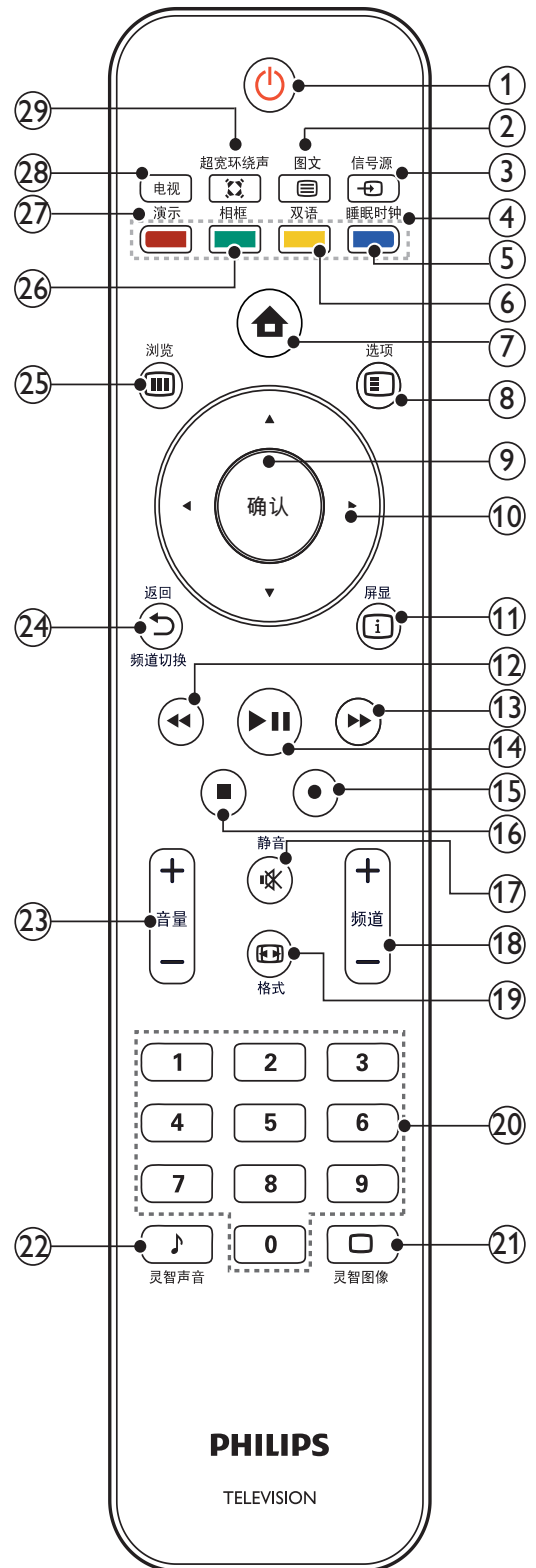 1
29
2
超宽环绕声 图文 信号源
28 电视 3
27 演示 相框 双语 睡眠时钟 4
5
26 6
7
浏览 选项
25 8
9
确认
10
返回 屏显
24 11
频道切换
12
13
14
15
16
静音
17
23 音量 频道
18
19
格式
1 2 3
4 5 6 20
7 8 9
22 0 21
灵智声音 灵智图像
PHILIPS
TELEVISION